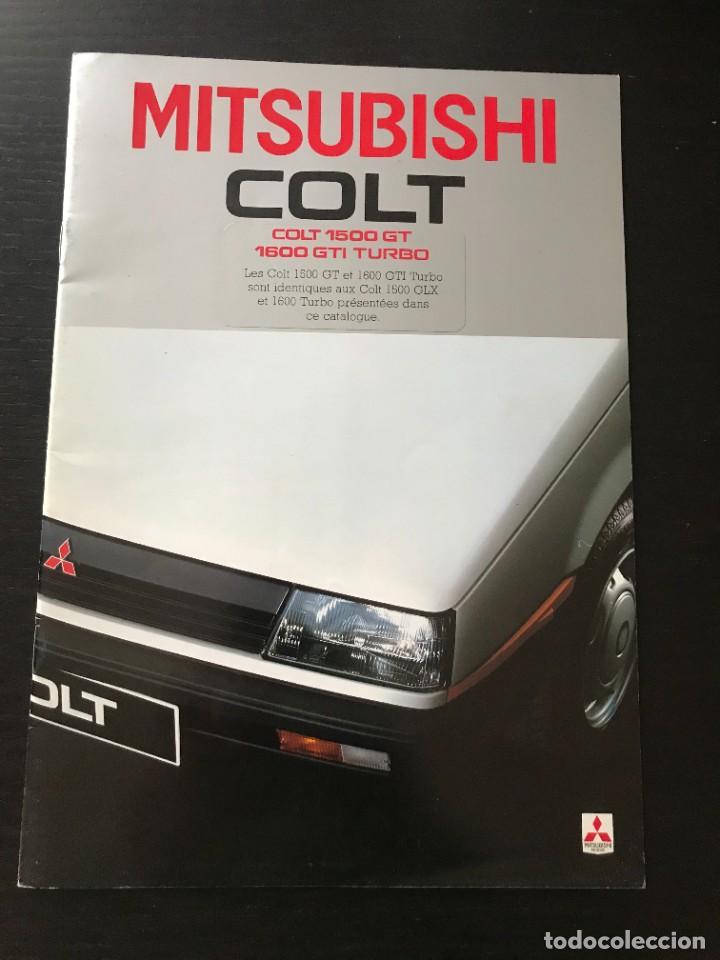 MITSUBISHI
COLT
COLT 1500 GT
1600 GTI TURBO
Les Colt 1500 GT et 1600 GTI Turbo
sont identiques aux Colt 1500 GLX
et 1600 Turbo présentées dans
ce catalogue.
OLT
MITSUBISHI
todocoleccion